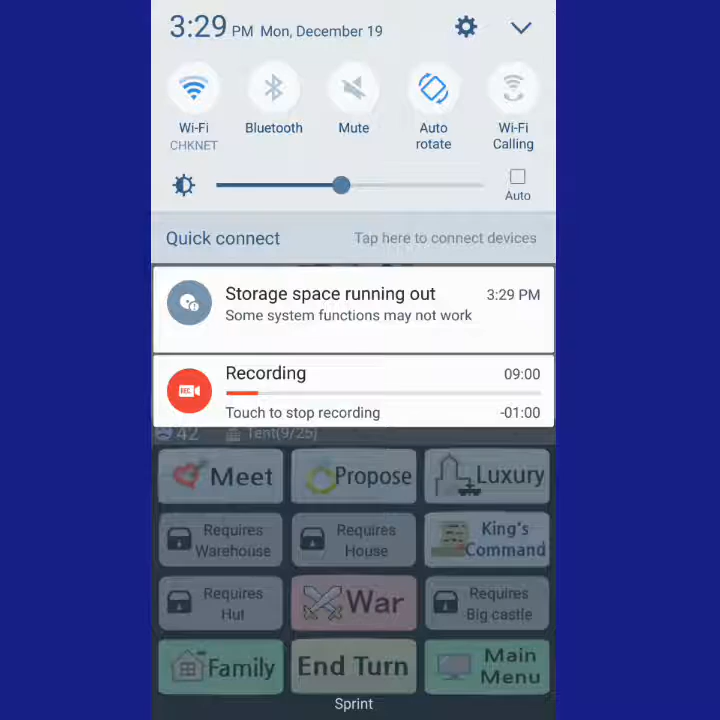 3:29 PM Mon, December 19
Wi-Fi
CHKNET
Bluetooth
Mute
Auto
rotate
Wi-Fi
Calling
Auto
Quick connect
Tap here to connect devices
Storage space running out 3:29 PM
Some system functions may not work
REC
Recording 09:00
Touch to stop recording -01:00
42 Tent(9/25)
Meet
Propose
Luxury
Requires
Warehouse
Requires
House
King's
Command
Requires
Hut
War
Requires
Big castle
Family
End Turn
Main
Menu
Sprint